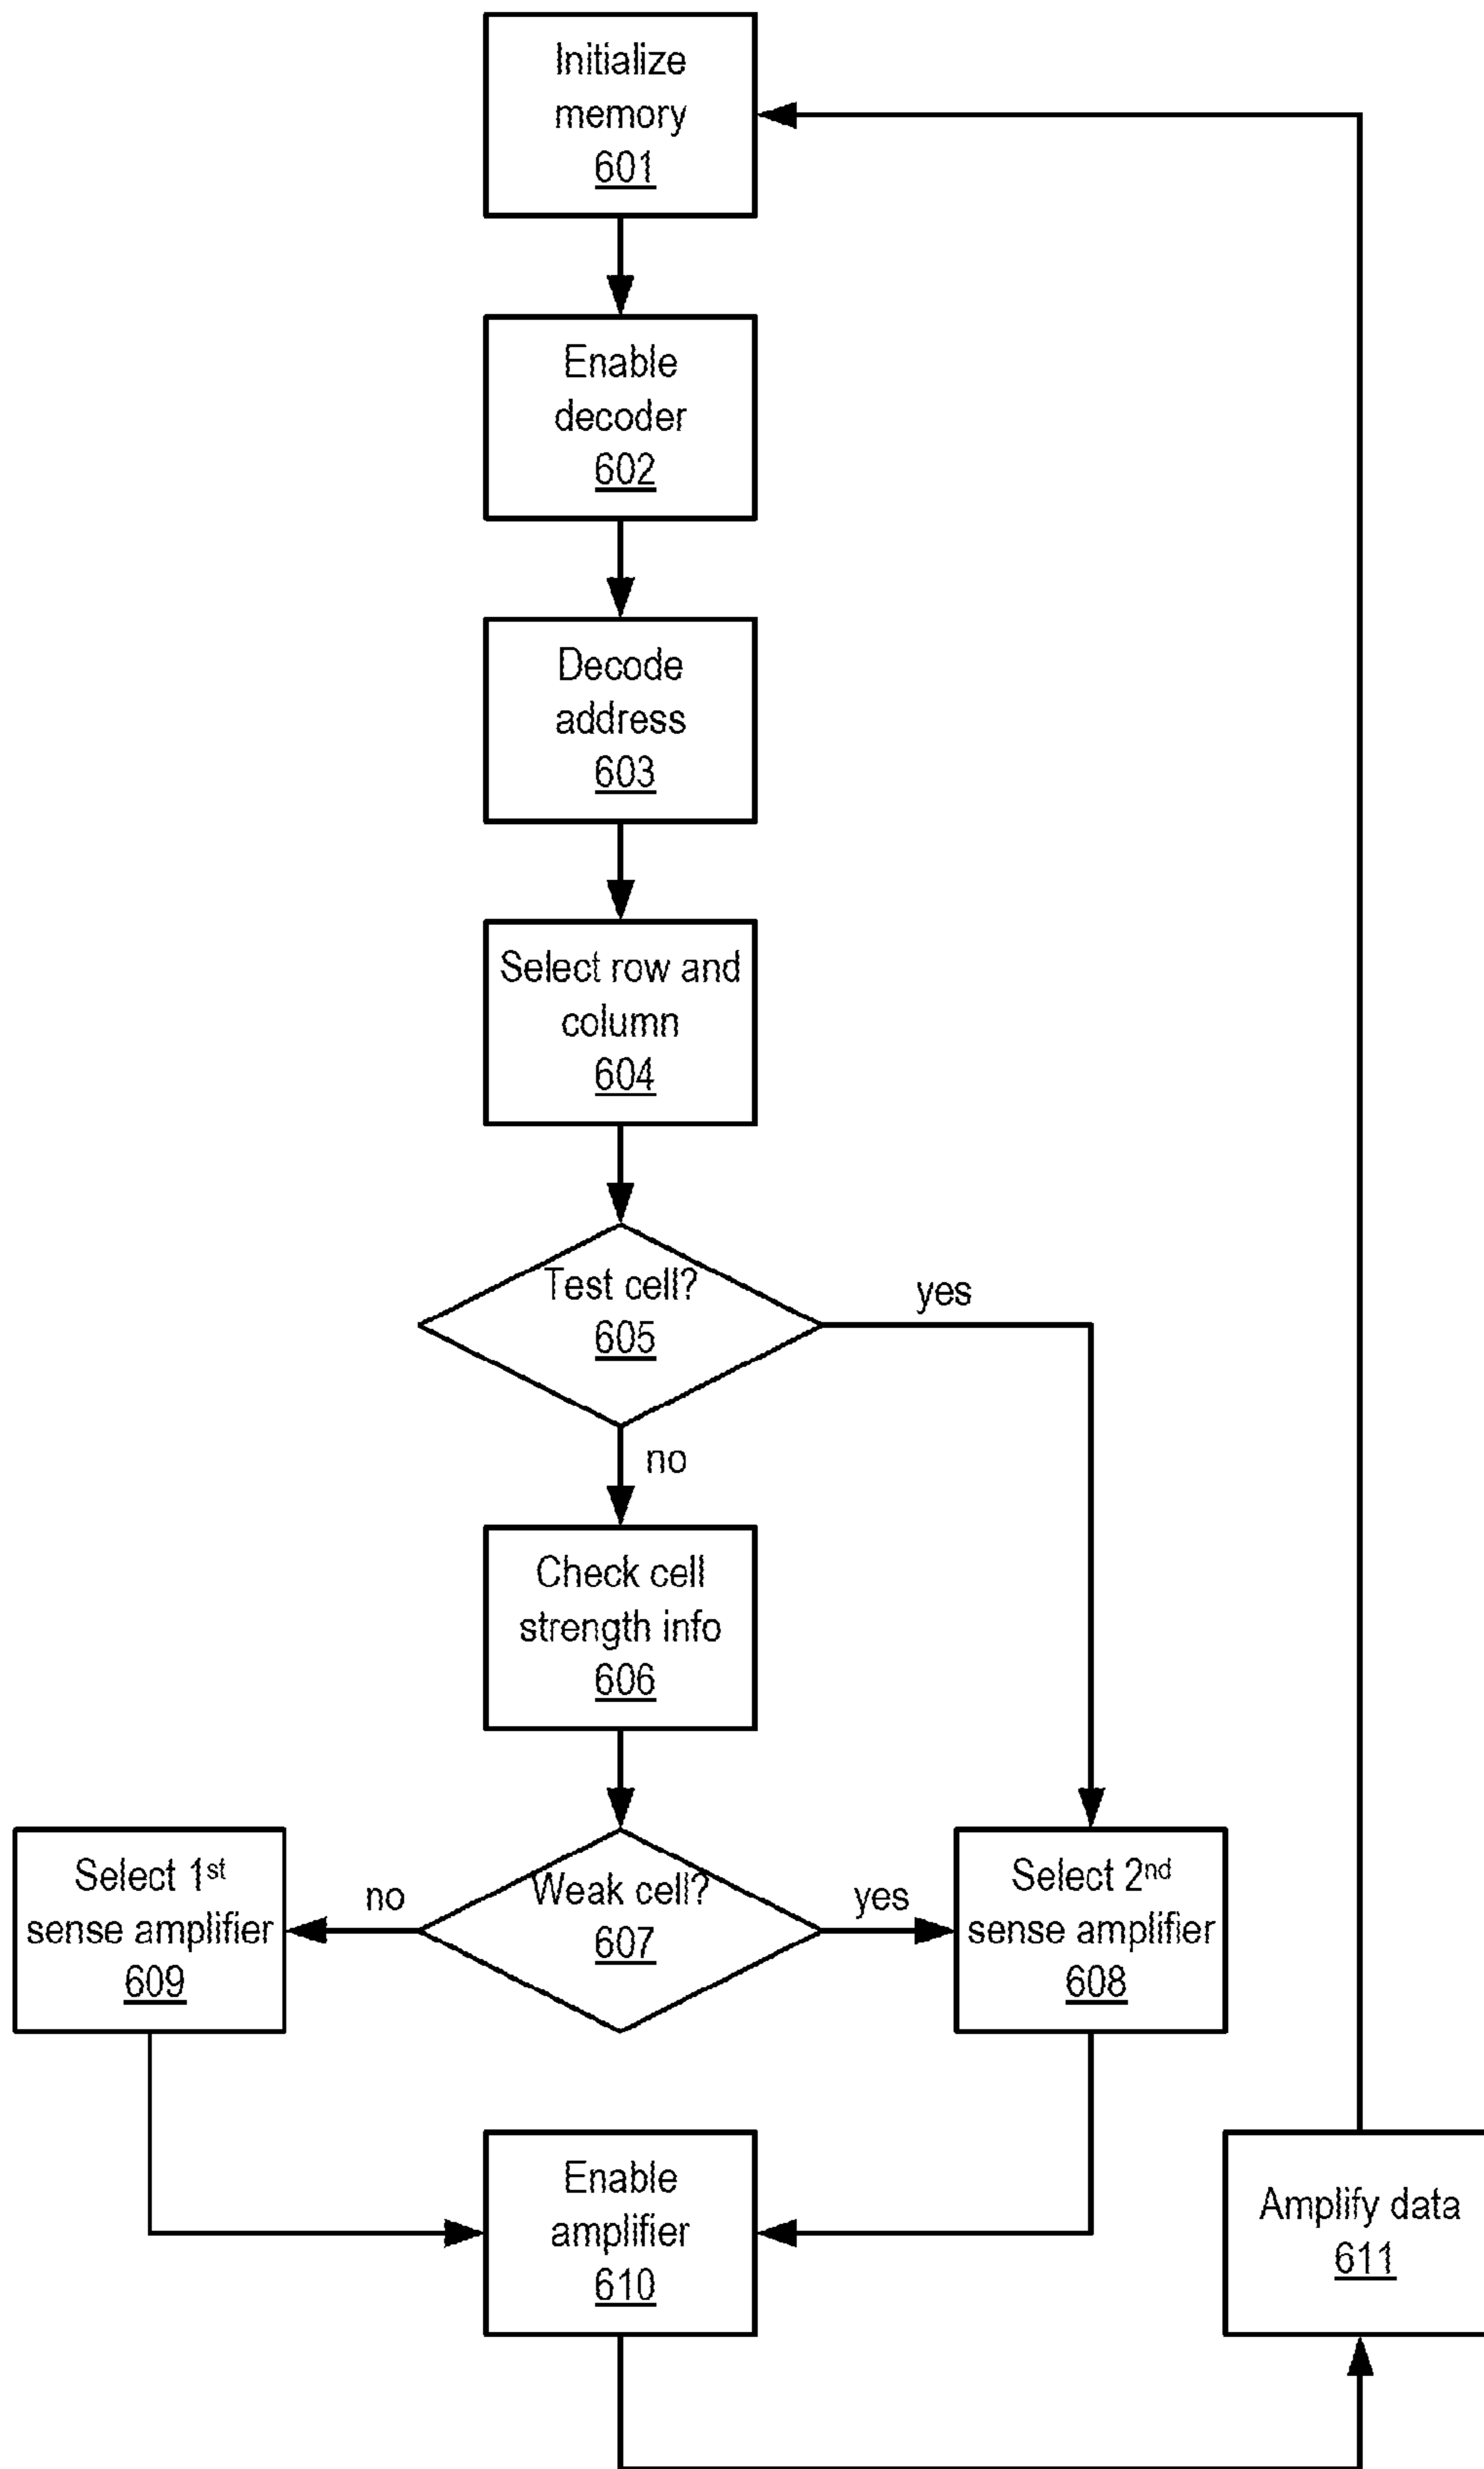 Initialize
memory
601
Enable
decoder
602
Decode
address
603
Select row and
column
604
Test cell?
605
yes
no
Check cell
strength info
606
Select 1st
sense amplifier
609
no
Weak cell?
607
yes
Select 2nd
sense amplifier
608
Enable
amplifier
610
Amplify data
611